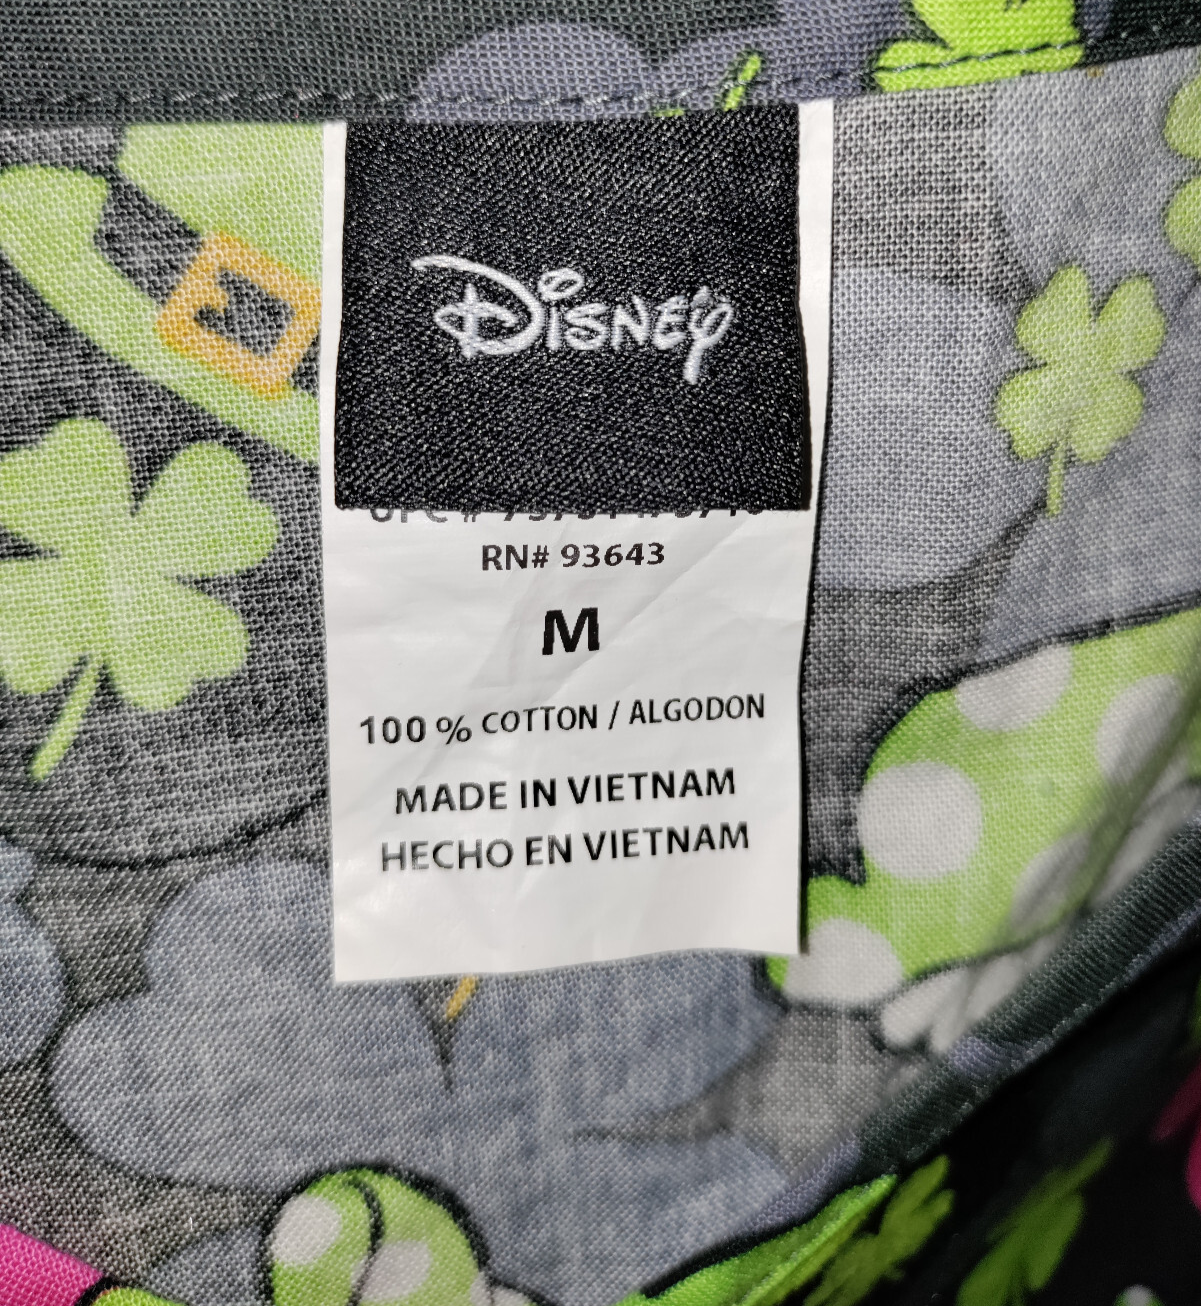 Disney
RN# 93643
M
100 % COTTON / ALGODON
MADE IN VIETNAM
HECHO EN VIETNAM